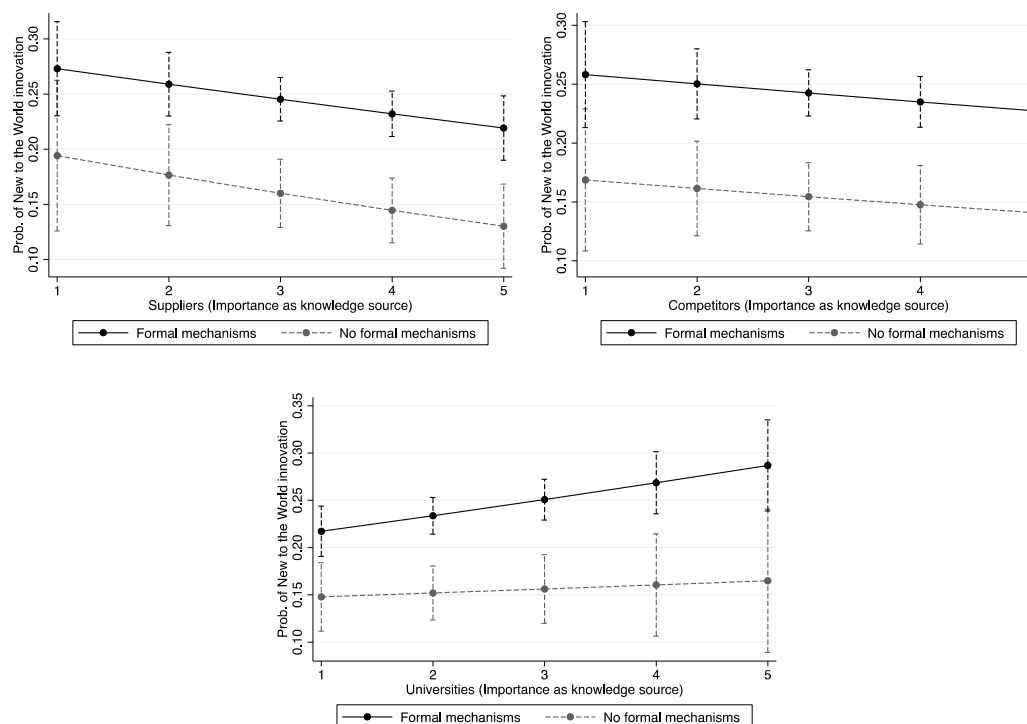 Prob. of New to the World innovation
0.30
0.25
0.20
0.15
0.10
1 2 3 4 5
Suppliers (Importance as knowledge source)
Formal mechanisms No formal mechanisms
Prob. of New to the World innovation
0.30
0.25
0.20
0.15
0.10
1 2 3 4
Competitors (Importance as knowledge source)
Formal mechanisms No formal mechanisms
Prob. of New to the World innovation
0.35
0.30
0.25
0.20
0.15
0.10
1 2 3 4 5
Universities (Importance as knowledge source)
Formal mechanisms No formal mechanisms